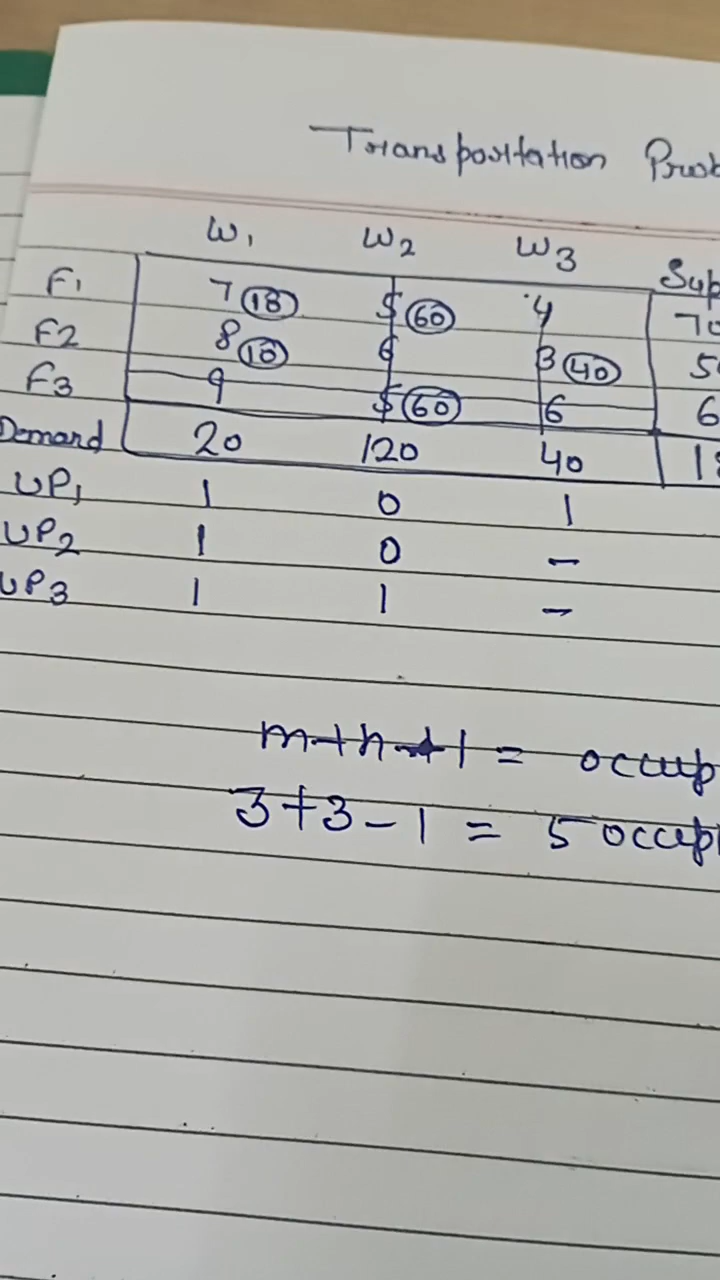 Transportation Prob
W1 W2 W3 Sup
F1 7 (18) 5 (60) 4 70
F2 8 (10) 6 3 (40) 5
F3 9 5 (60) 6 6
Demand 20 120 40 18
UP1 1 0 1
UP2 1 0 -
UP3 1 1 -
m+n-1 = occup
3+3-1 = 5 occup